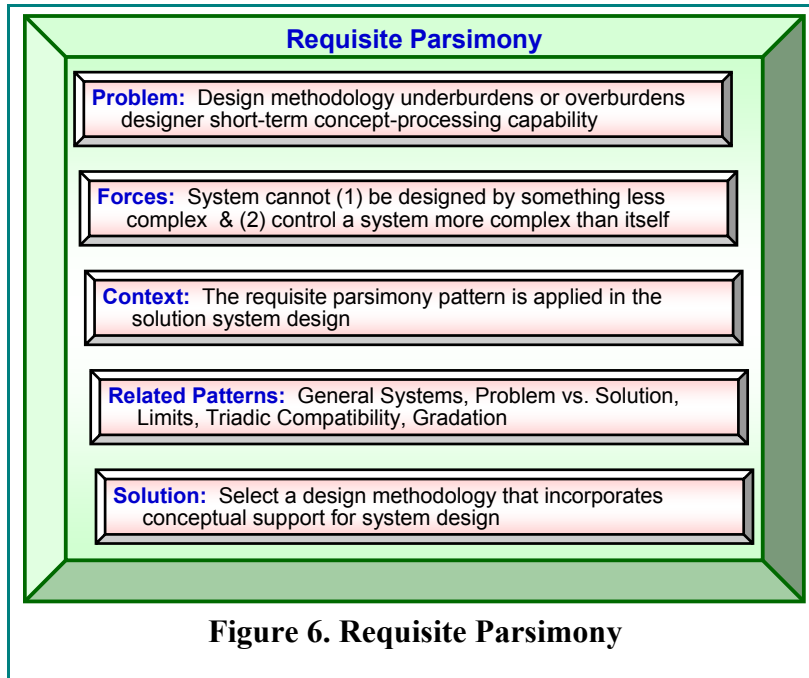 Requisite Parsimony
Problem: Design methodology underburdens or overburdens
designer short-term concept-processing capability
Forces: System cannot (1) be designed by something less
complex & (2) control a system more complex than itself
Context: The requisite parsimony pattern is applied in the
solution system design
Related Patterns: General Systems, Problem vs. Solution,
Limits, Triadic Compatibility, Gradation
Solution: Select a design methodology that incorporates
conceptual support for system design
Figure 6. Requisite Parsimony